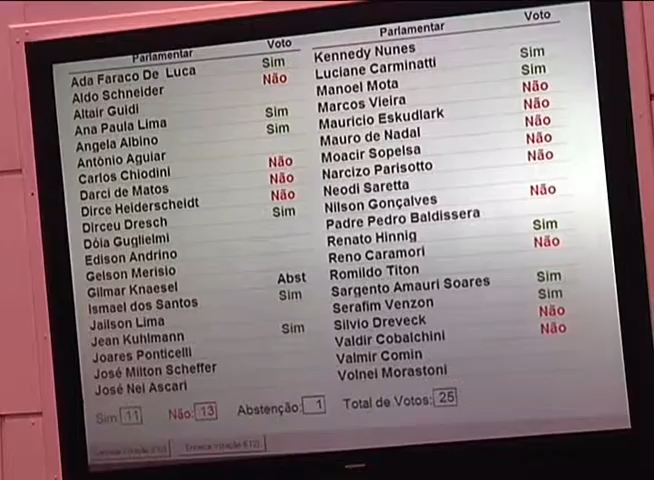 Parlamentar Voto
Ada Faraco De Luca Sim
Aldo Schneider Não
Altair Guidi
Ana Paula Lima Sim
Angela Albino Sim
Antônio Aguiar
Carlos Chiodini Não
Darci de Matos Não
Dirce Heiderscheidt Não
Dirceu Dresch Sim
Dóia Guglielmi
Edison Andrino
Gelson Merisio
Gilmar Knaesel Abst
Ismael dos Santos Sim
Jailson Lima
Jean Kuhlmann Sim
Joares Ponticelli
José Milton Scheffer
José Nei Ascari
Parlamentar Voto
Kennedy Nunes
Luciane Carminatti Sim
Manoel Mota Sim
Marcos Vieira Não
Mauricio Eskudlark Não
Mauro de Nadal Não
Moacir Sopelsa Não
Narcizo Parisotto Não
Neodi Saretta
Nilson Gonçalves Não
Padre Pedro Baldissera
Renato Hinnig Sim
Reno Caramori Não
Romildo Titon
Sargento Amauri Soares Sim
Serafim Venzon Sim
Silvio Dreveck Não
Valdir Cobalchini Não
Valmir Comin
Volnei Morastoni
Sim: 11 Não: 13 Abstenção: 1 Total de Votos: 25